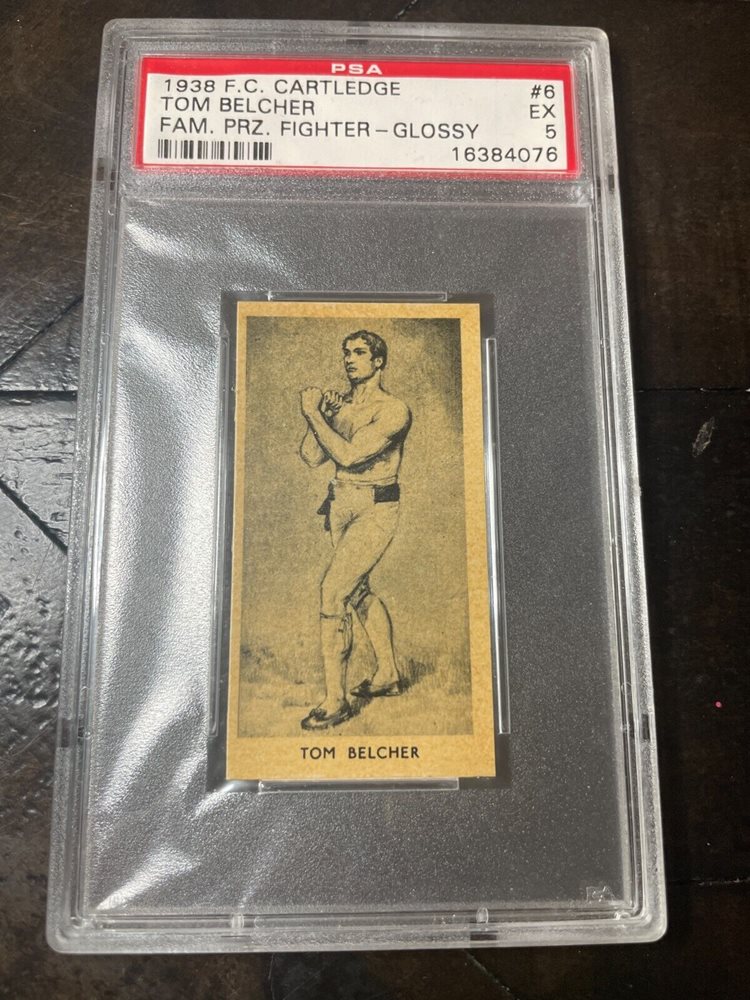 PSA
1938 F.C. CARTLEDGE #6
TOM BELCHER EX
FAM. PRZ. FIGHTER-GLOSSY 5
16384076
TOM BELCHER